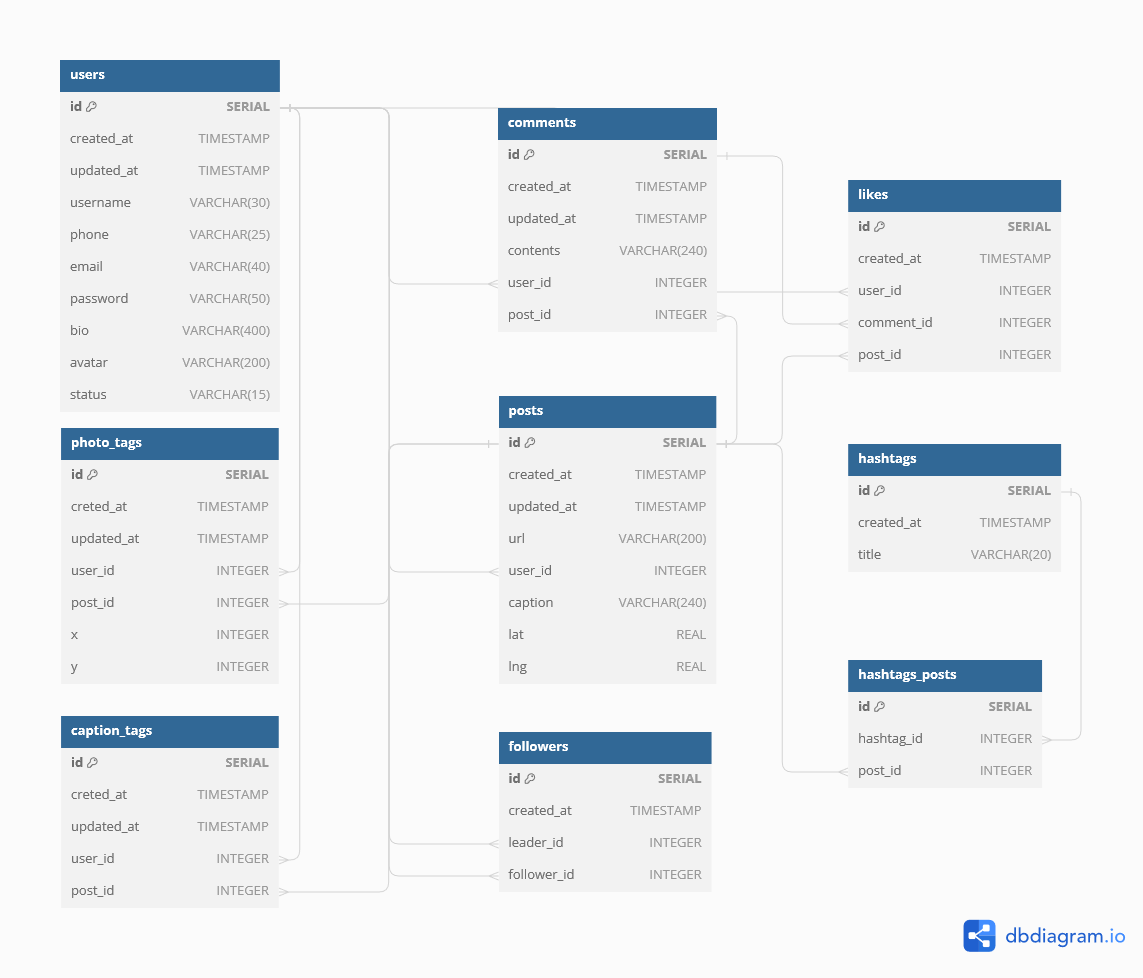 users
id SERIAL
created_at TIMESTAMP
updated_at TIMESTAMP
username VARCHAR(30)
phone VARCHAR(25)
email VARCHAR(40)
password VARCHAR(50)
bio VARCHAR(400)
avatar VARCHAR(200)
status VARCHAR(15)
photo_tags
id SERIAL
creted_at TIMESTAMP
updated_at TIMESTAMP
user_id INTEGER
post_id INTEGER
x INTEGER
y INTEGER
caption_tags
id SERIAL
creted_at TIMESTAMP
updated_at TIMESTAMP
user_id INTEGER
post_id INTEGER
comments
id SERIAL
created_at TIMESTAMP
updated_at TIMESTAMP
contents VARCHAR(240)
user_id INTEGER
post_id INTEGER
posts
id SERIAL
created_at TIMESTAMP
updated_at TIMESTAMP
url VARCHAR(200)
user_id INTEGER
caption VARCHAR(240)
lat REAL
lng REAL
followers
id SERIAL
created_at TIMESTAMP
leader_id INTEGER
follower_id INTEGER
likes
id SERIAL
created_at TIMESTAMP
user_id INTEGER
comment_id INTEGER
post_id INTEGER
hashtags
id SERIAL
created_at TIMESTAMP
title VARCHAR(20)
hashtags_posts
id SERIAL
hashtag_id INTEGER
post_id INTEGER
dbdiagram.io